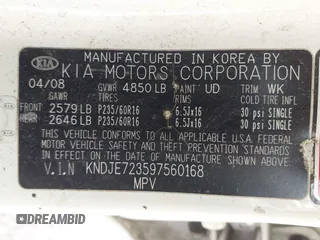 MANUFACTURED IN KOREA BY
KIA KIA MOTORS CORPORATION
04/08 GVWR 4850 LB PAINT UD TRIM WK
GAWR TIRES RIMS COLD TIRE INFL
FRONT 2579 LB P235/60R16 6.5Jx16 30 psi SINGLE
REAR 2646 LB P235/60R16 6.5Jx16 30 psi SINGLE
THIS VEHICLE CONFORMS TO ALL APPLICABLE U.S.A. FEDERAL
MOTOR VEHICLE SAFETY AND THEFT PREVENTION STANDARDS IN
EFFECT ON THE DATE OF MANUFACTURE SHOWN ABOVE.
V.I.N KNDJE723597560168
MPV
DREAMBID
dreambid.com